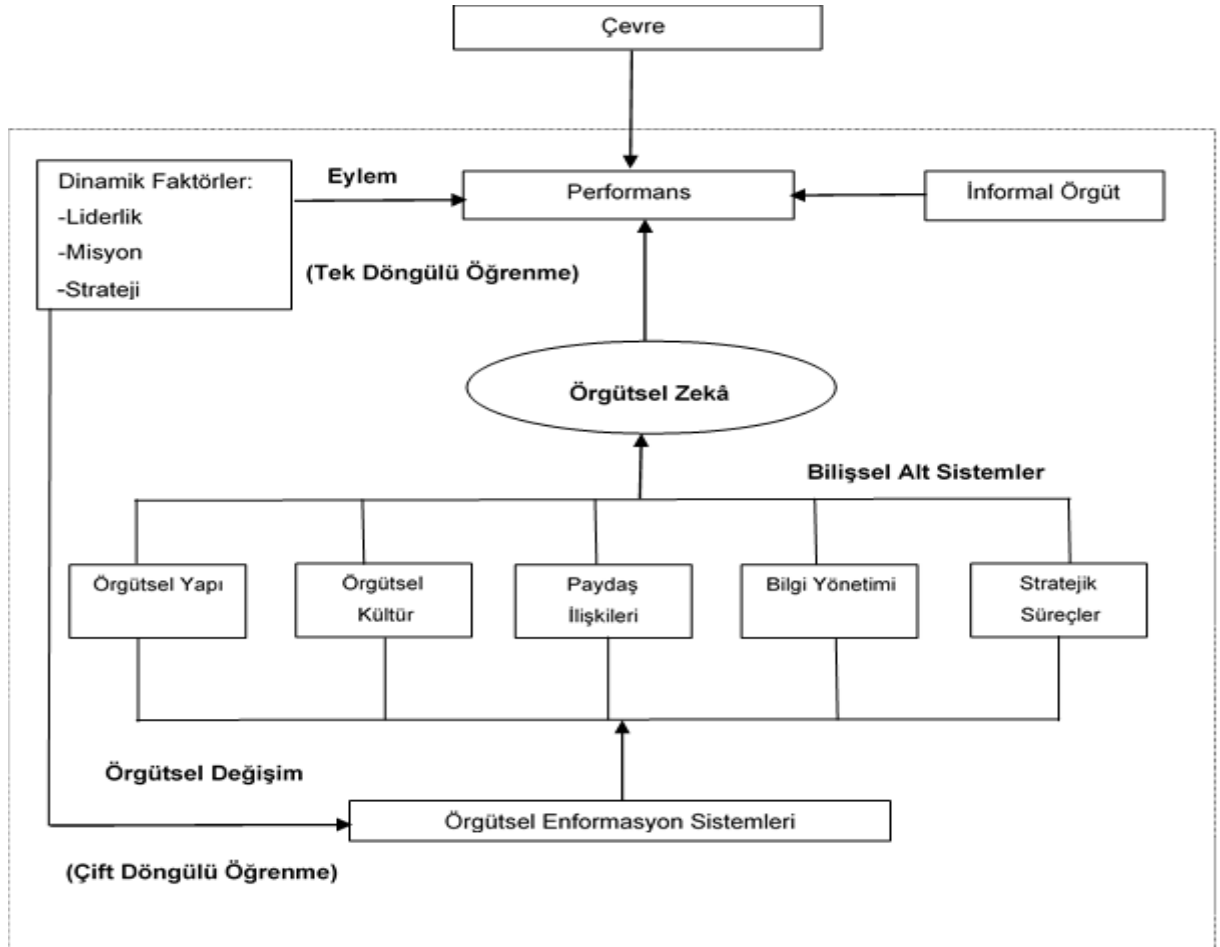 Çevre
Dinamik Faktörler:
-Liderlik
-Misyon
-Strateji
Eylem
(Tek Döngülü Öğrenme)
Performans
İnformal Örgüt
Örgütsel Zekâ
Bilişsel Alt Sistemler
Örgütsel Yapı
Örgütsel
Kültür
Paydaş
İlişkileri
Bilgi Yönetimi
Stratejik
Süreçler
Örgütsel Değişim
Örgütsel Enformasyon Sistemleri
(Çift Döngülü Öğrenme)